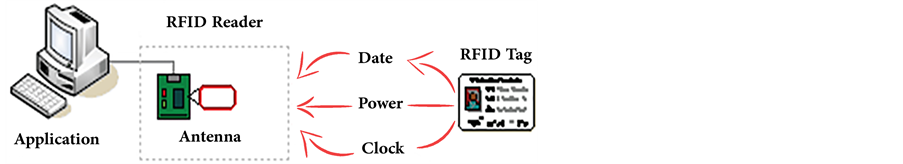 RFID Reader
Date
RFID Tag
Power
Application
Antenna
Clock